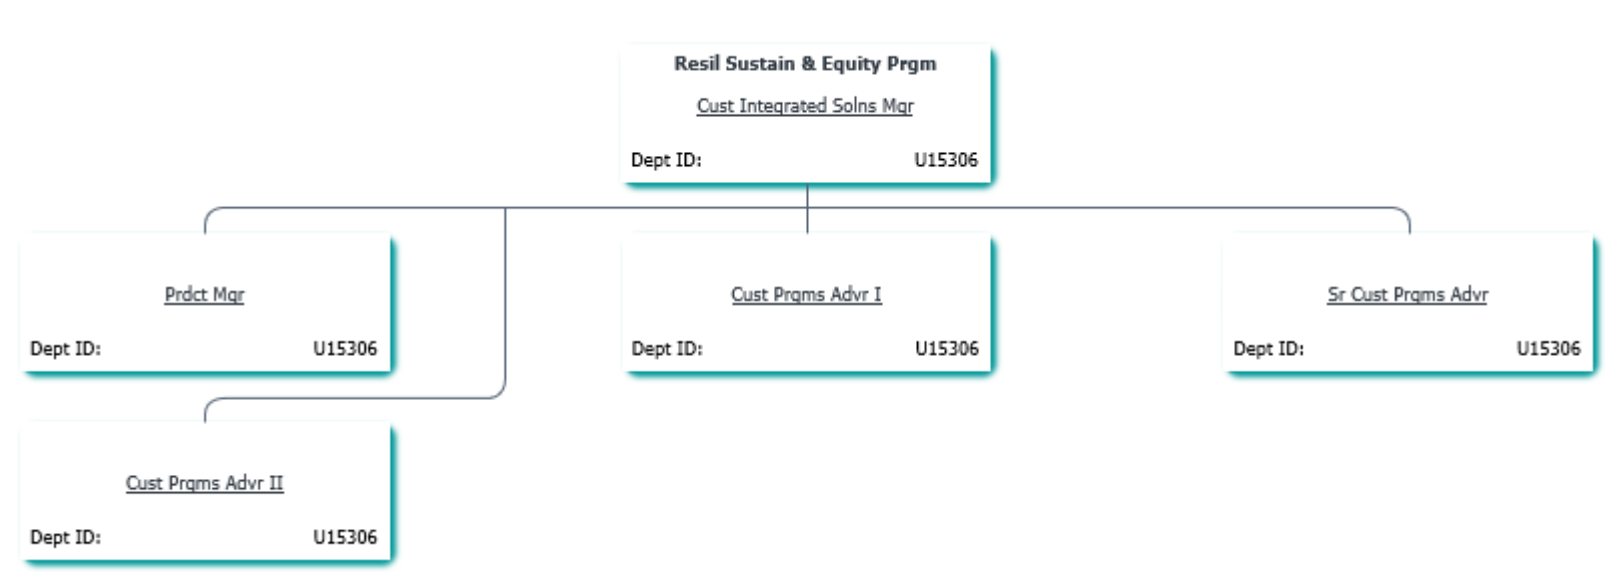 Resil Sustain & Equity Prgm
Cust Integrated Solns Mgr
Dept ID: U15306
Prdct Mgr
Dept ID: U15306
Cust Prgms Advr I
Dept ID: U15306
Sr Cust Prgms Advr
Dept ID: U15306
Cust Prgms Advr II
Dept ID: U15306